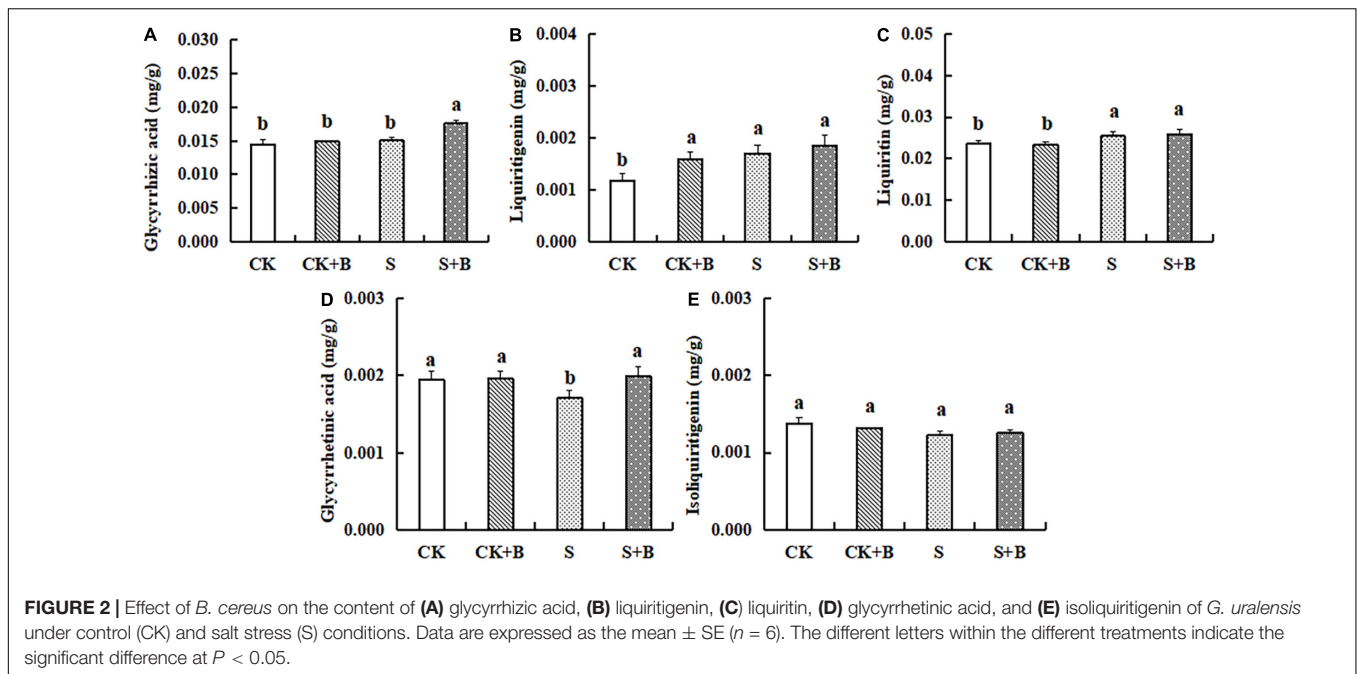 A
Glycyrrhizic acid (mg/g)
0.030
0.020
0.015
0.010
0.005
0.000
b
b
b
a
CK
CK+B
S
S+B
B
Liquiritigenin (mg/g)
0.004
0.003
0.002
0.001
0.000
b
a
a
a
CK
CK+B
S
S+B
C
Liquiritin (mg/g)
0.05
0.04
0.03
0.02
0.01
0.00
b
b
a
a
CK
CK+B
S
S+B
D
Glycyrrhetinic acid (mg/g)
0.003
0.002
0.001
0.000
a
a
b
a
CK
CK+B
S
S+B
E
Isoliquiritigenin (mg/g)
0.003
0.002
0.001
0.000
a
a
a
a
CK
CK+B
S
S+B
FIGURE 2 | Effect of B. cereus on the content of (A) glycyrrhizic acid, (B) liquiritigenin, (C) liquiritin, (D) glycyrrhetinic acid, and (E) isoliquiritigenin of G. uralensis
under control (CK) and salt stress (S) conditions. Data are expressed as the mean ± SE (n = 6). The different letters within the different treatments indicate the
significant difference at P < 0.05.